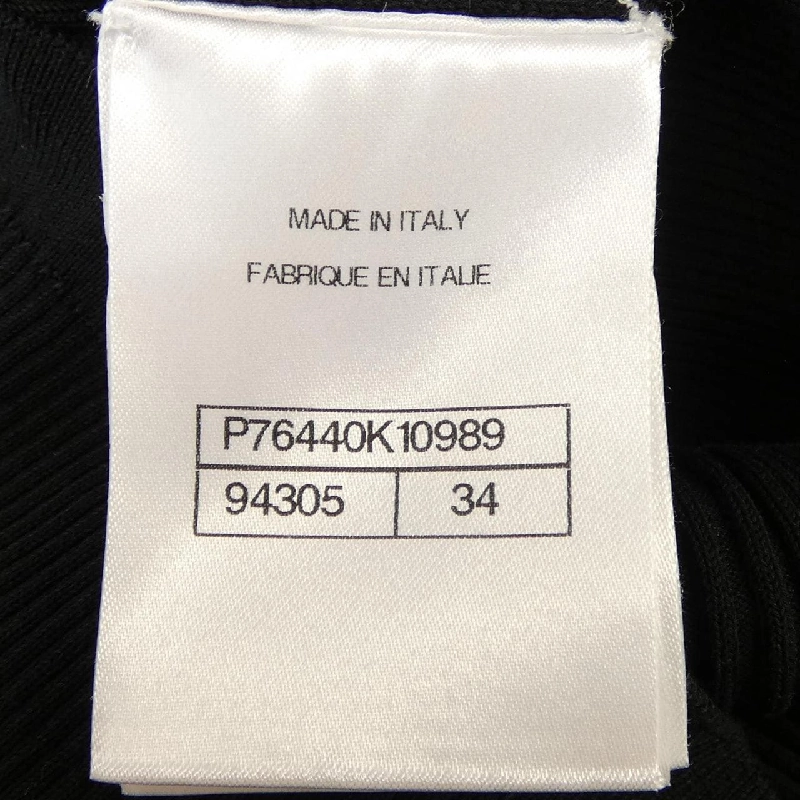 MADE IN ITALY
FABRIQUE EN ITALIE
P76440K10989
94305 34